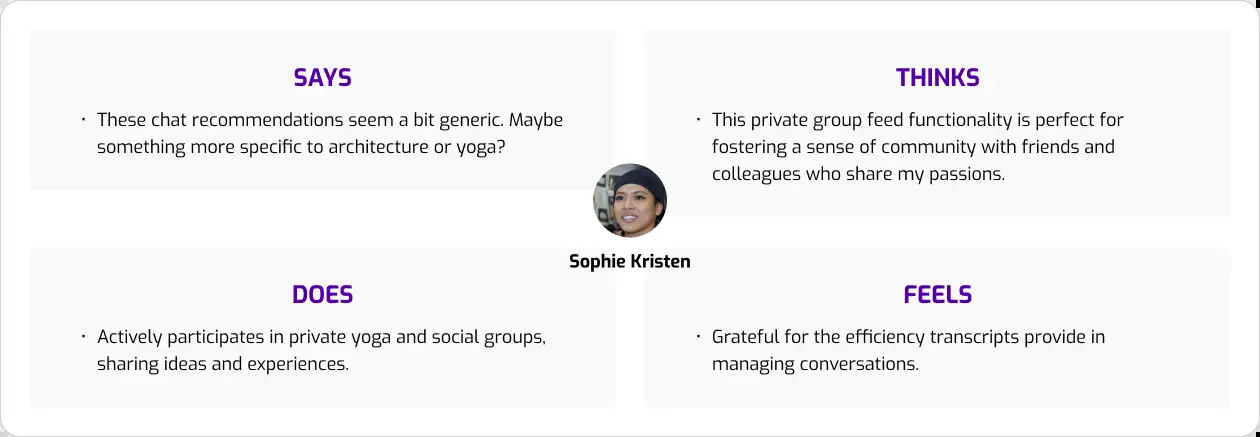 SAYS
· These chat recommendations seem a bit generic. Maybe
something more specific to architecture or yoga?
THINKS
· This private group feed functionality is perfect for
fostering a sense of community with friends and
colleagues who share my passions.
Sophie Kristen
DOES
· Actively participates in private yoga and social groups,
sharing ideas and experiences.
FEELS
· Grateful for the efficiency transcripts provide in
managing conversations.